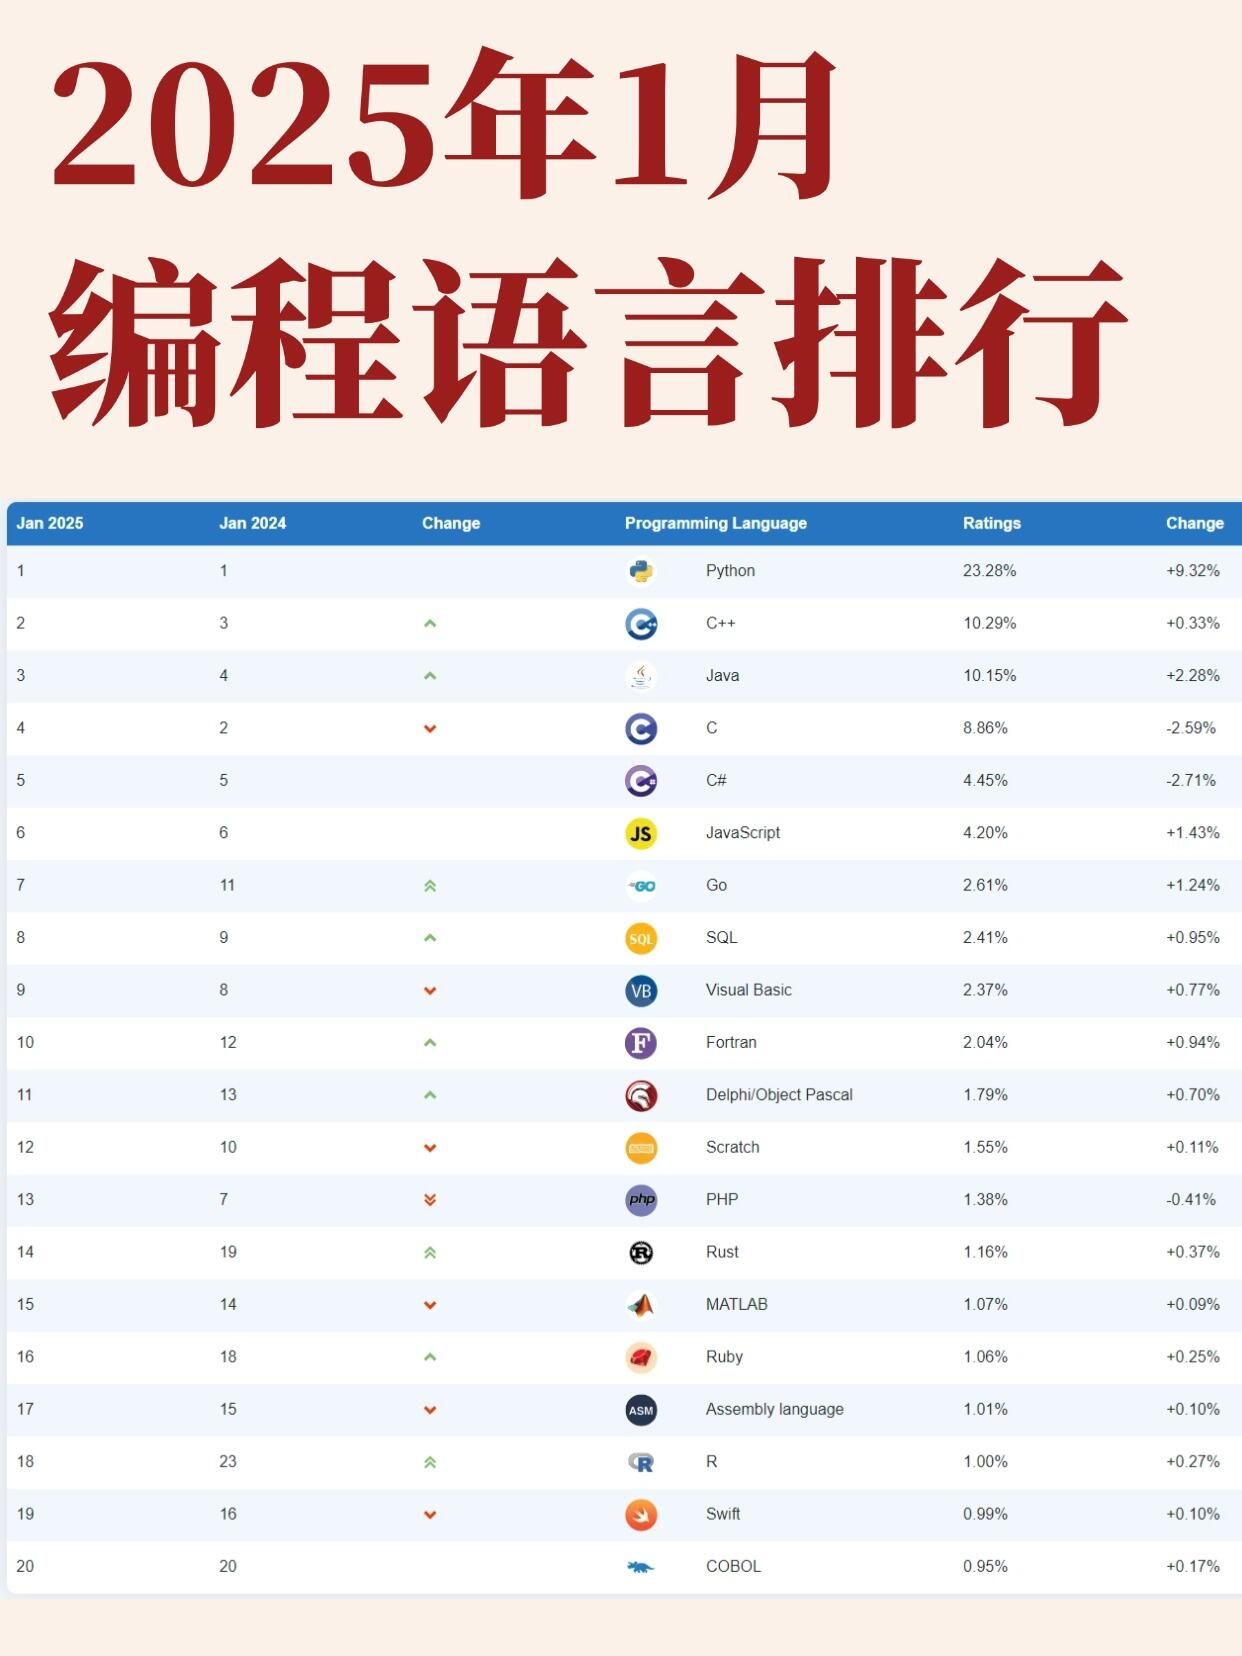 2025年1月
编程语言排行
Jan 2025 Jan 2024 Change Programming Language Ratings Change
1 1 Python 23.28% +9.32%
2 3 C++ 10.29% +0.33%
3 4 Java 10.15% +2.28%
4 2 C 8.86% -2.59%
5 5 C# 4.45% -2.71%
6 6 JS JavaScript 4.20% +1.43%
7 11 GO Go 2.61% +1.24%
8 9 SQL SQL 2.41% +0.95%
9 8 VB Visual Basic 2.37% +0.77%
10 12 F Fortran 2.04% +0.94%
11 13 Delphi/Object Pascal 1.79% +0.70%
12 10 Scratch 1.55% +0.11%
13 7 php PHP 1.38% -0.41%
14 19 R Rust 1.16% +0.37%
15 14 MATLAB 1.07% +0.09%
16 18 Ruby 1.06% +0.25%
17 15 ASM Assembly language 1.01% +0.10%
18 23 R R 1.00% +0.27%
19 16 Swift 0.99% +0.10%
20 20 COBOL 0.95% +0.17%